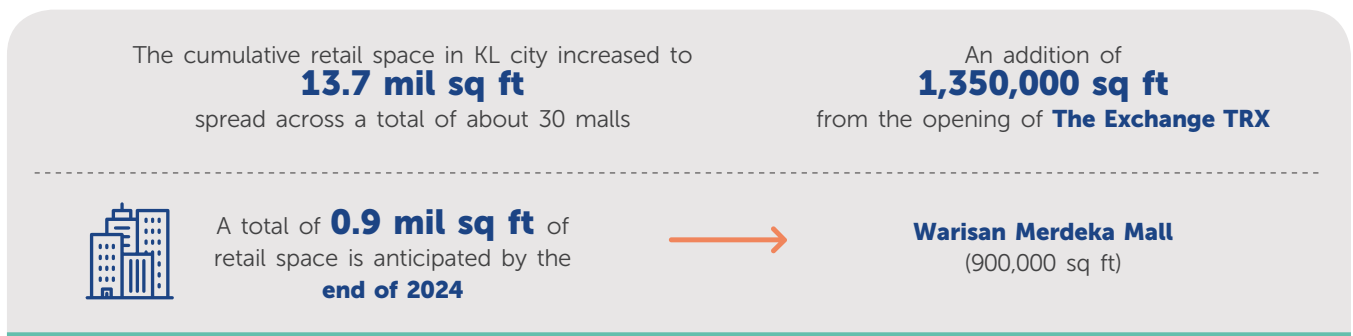 The cumulative retail space in KL city increased to
13.7 mil sq ft
spread across a total of about 30 malls
An addition of
1,350,000 sq ft
from the opening of The Exchange TRX
A total of 0.9 mil sq ft of
retail space is anticipated by the
end of 2024
Warisan Merdeka Mall
(900,000 sq ft)